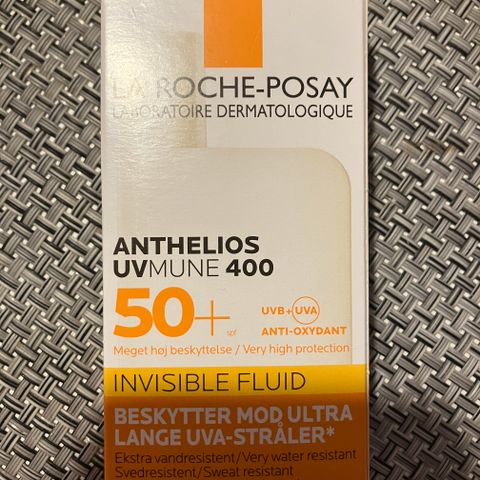 LA ROCHE-POSAY
LABORATOIRE DERMATOLOGIQUE
ANTHELIOS
UVMUNE 400
50+
spf
UVB+UVA
ANTI-OXYDANT
Meget høj beskyttelse / Very high protection
INVISIBLE FLUID
BESKYTTER MOD ULTRA
LANGE UVA-STRÅLER*
Ekstra vandresistent/Very water resistant
Svedresistent/Sweat resistant